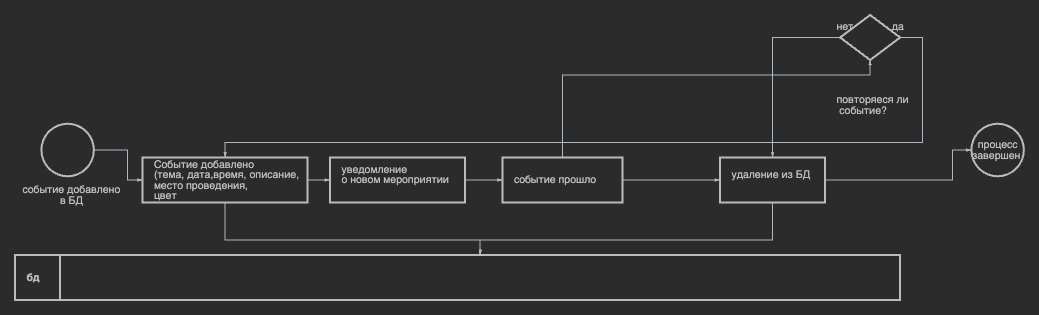 нет
да
повторяеся ли
событие?
событие добавлено
в БД
Событие добавлено
(тема, дата,время, описание,
место проведения,
цвет
уведомление
о новом мероприятии
событие прошло
удаление из БД
процесс
завершен
бд